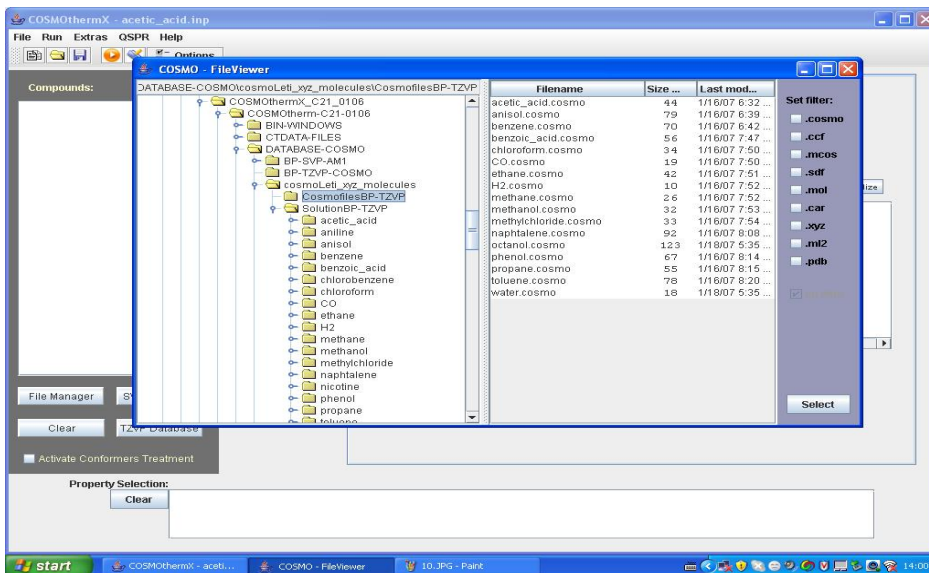 COSMOthermX - acetic_acid.inp
File Run Extras QSPR Help
Options
COSMO - FileViewer
Compounds:
DATABASE-COSMO\cosmoLeti_xyz_molecules\CosmofilesBP-TZVP
COSMOthermX_C21_0106
COSMOtherm-C21-0106
BIN-WINDOWS
CTDATA-FILES
DATABASE-COSMO
BP-SVP-AM1
BP-TZVP-COSMO
cosmoLeti_xyz_molecules
CosmofilesBP-TZVP
SolutionBP-TZVP
acetic_acid
aniline
anisol
benzene
benzoic_acid
chlorobenzene
chloroform
CO
ethane
H2
methane
methanol
methylchloride
naphtalene
nicotine
phenol
propane
toluene
Filename Size ... Last mod...
acetic_acid.cosmo 44 1/16/07 6:32 ...
anisol.cosmo 79 1/16/07 6:39 ...
benzene.cosmo 70 1/16/07 6:42 ...
benzoic_acid.cosmo 56 1/16/07 7:47 ...
chloroform.cosmo 34 1/16/07 7:50 ...
CO.cosmo 19 1/16/07 7:50 ...
ethane.cosmo 42 1/16/07 7:51 ...
H2.cosmo 10 1/16/07 7:52 ...
methane.cosmo 26 1/16/07 7:52 ...
methanol.cosmo 32 1/16/07 7:53 ...
methylchloride.cosmo 33 1/16/07 7:54 ...
naphtalene.cosmo 92 1/16/07 8:08 ...
octanol.cosmo 123 1/18/07 5:35 ...
phenol.cosmo 67 1/16/07 8:14 ...
propane.cosmo 55 1/16/07 8:15 ...
toluene.cosmo 78 1/16/07 8:20 ...
water.cosmo 18 1/18/07 5:35 ...
Set filter:
.cosmo
.ccf
.mcos
.sdf
.mol
.car
.xyz
.ml2
.pdb
Select
File Manager
Clear TZVP Database
Activate Conformers Treatment
Property Selection:
Clear
start COSMOthermX - aceti... COSMO - FileViewer 10.JPG - Paint 14:00